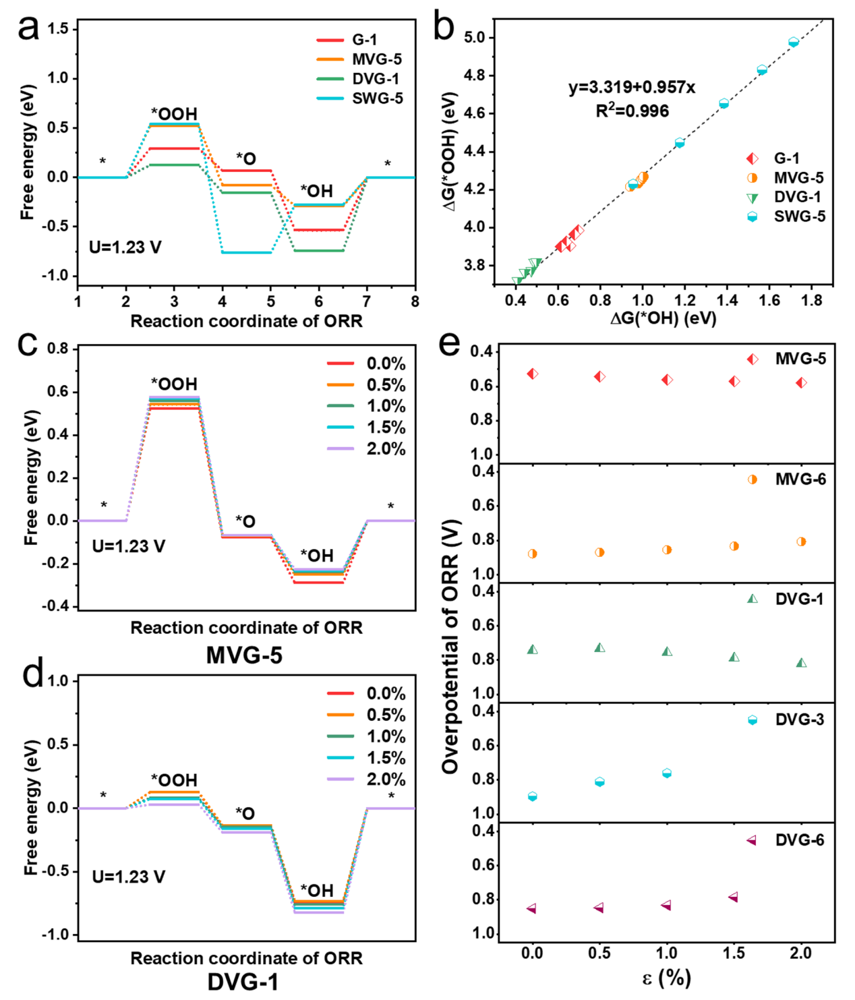 a
1.5
1.0
0.5
0.0
-0.5
-1.0
Free energy (eV)
G-1
MVG-5
DVG-1
SWG-5
*
*OOH
*O
*OH
*
U=1.23 V
1 2 3 4 5 6 7 8
Reaction coordinate of ORR
b
5.0
4.8
4.6
4.4
4.2
4.0
3.8
ΔG(*OOH) (eV)
y=3.319+0.957x
R²=0.996
G-1
MVG-5
DVG-1
SWG-5
0.4 0.6 0.8 1.0 1.2 1.4 1.6 1.8
ΔG(*OH) (eV)
c
0.8
0.6
0.4
0.2
0.0
-0.2
-0.4
Free energy (eV)
0.0%
0.5%
1.0%
1.5%
2.0%
*
*OOH
*O
*OH
*
U=1.23 V
Reaction coordinate of ORR
MVG-5
d
1.0
0.5
0.0
-0.5
-1.0
Free energy (eV)
0.0%
0.5%
1.0%
1.5%
2.0%
*
*OOH
*O
*OH
*
U=1.23 V
Reaction coordinate of ORR
DVG-1
e
Overpotential of ORR (V)
0.4
0.6
0.8
1.0
MVG-5
0.4
0.6
0.8
1.0
MVG-6
0.4
0.6
0.8
1.0
DVG-1
0.4
0.6
0.8
1.0
DVG-3
0.4
0.6
0.8
1.0
DVG-6
0.0 0.5 1.0 1.5 2.0
ε (%)